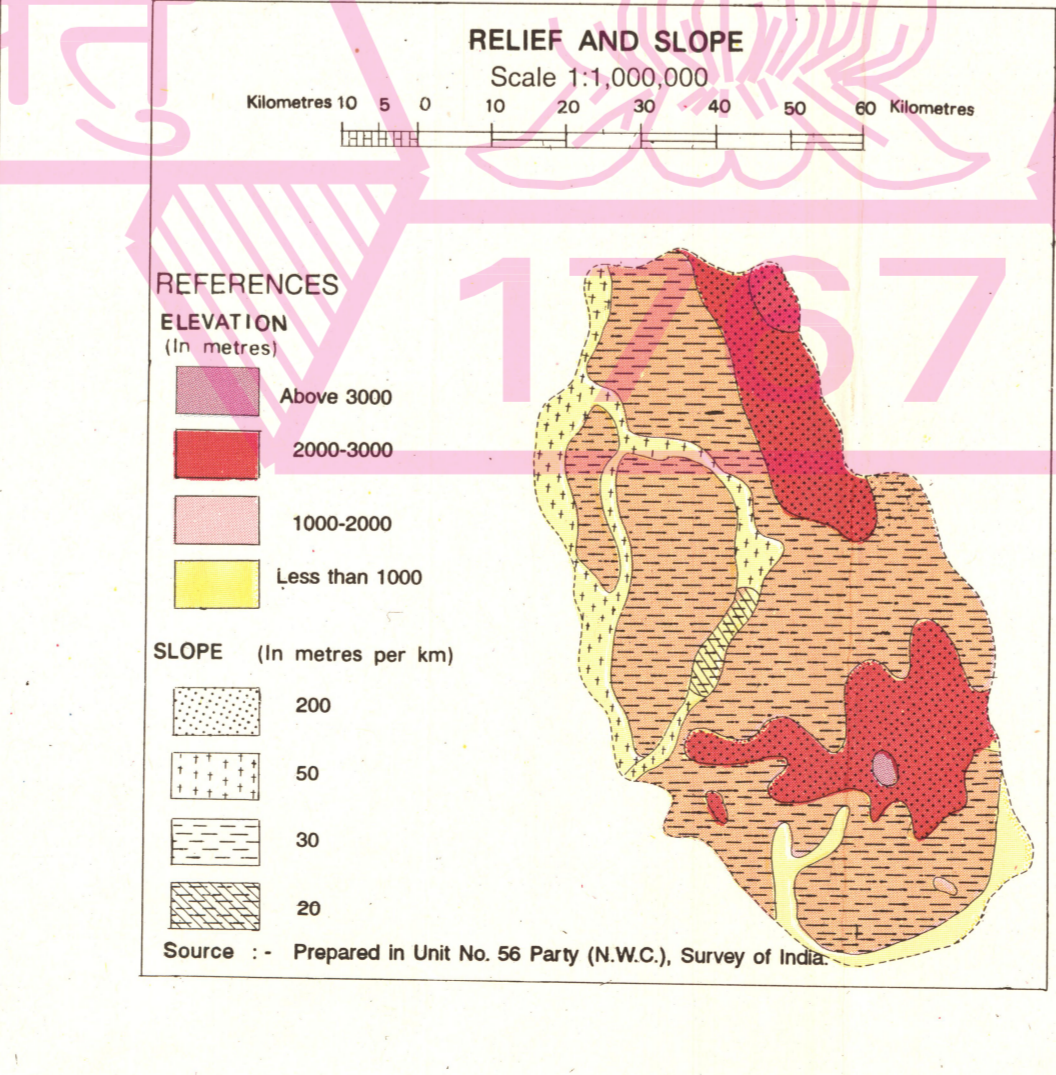 RELIEF AND SLOPE
Scale 1:1,000,000
Kilometres 10 5 0 10 20 30 40 50 60 Kilometres
1767
REFERENCES
ELEVATION
(In metres)
Above 3000
2000-3000
1000-2000
Less than 1000
SLOPE (In metres per km)
200
50
30
20
Source :- Prepared in Unit No. 56 Party (N.W.C.), Survey of India.